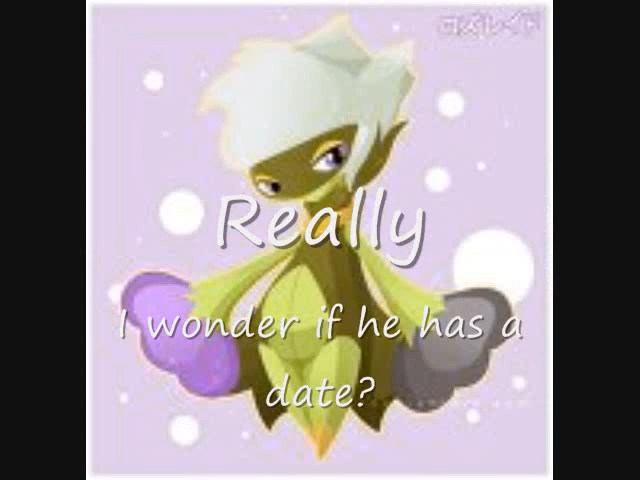 ロズレイド
Really
I wonder if he has a
date?